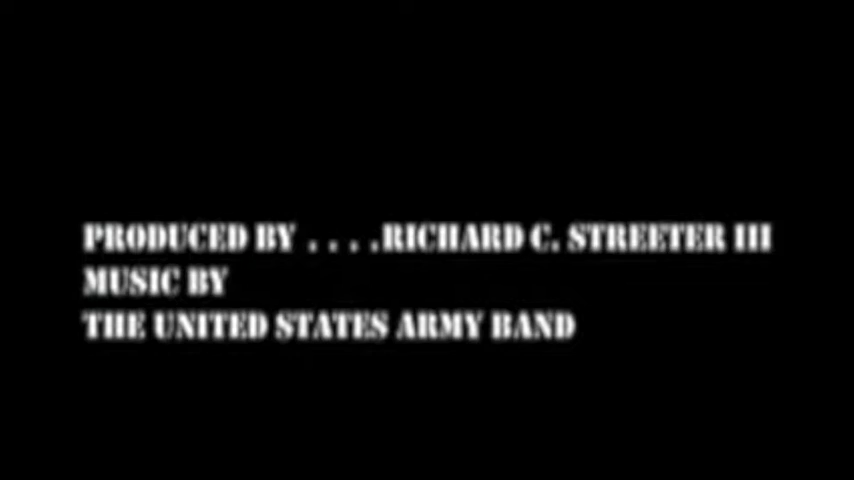 PRODUCED BY . . . .RICHARD C. STREETER III
MUSIC BY
THE UNITED STATES ARMY BAND